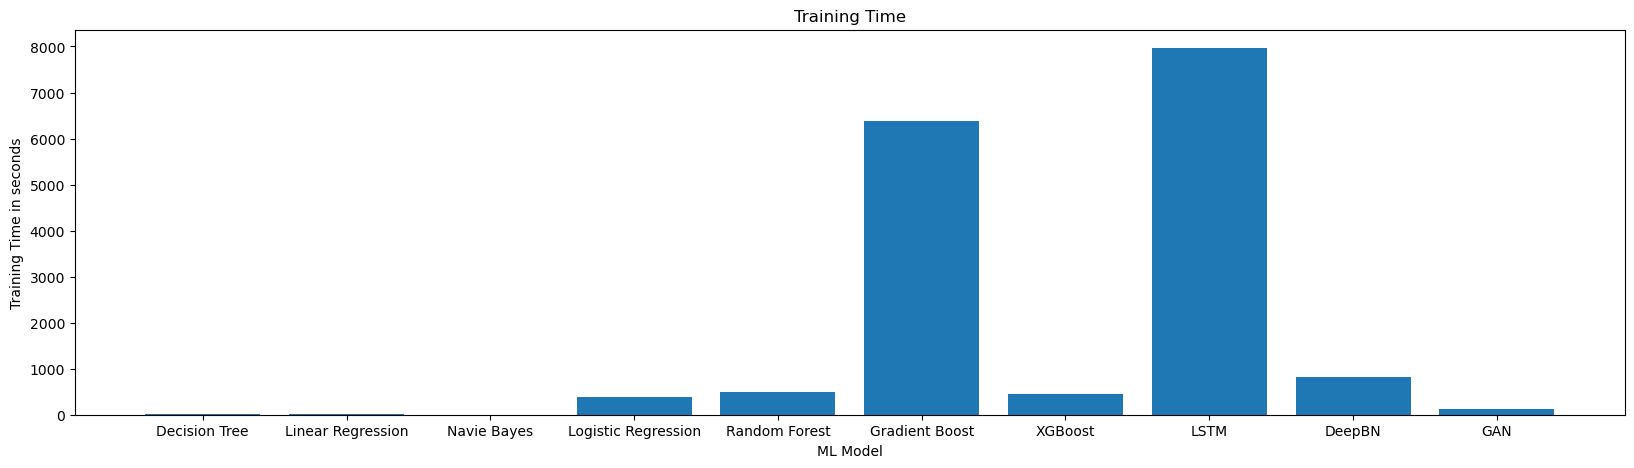 Training Time
Training Time in seconds
8000
7000
6000
5000
4000
3000
2000
1000
0
Decision Tree Linear Regression Navie Bayes Logistic Regression Random Forest Gradient Boost XGBoost LSTM DeepBN GAN
ML Model